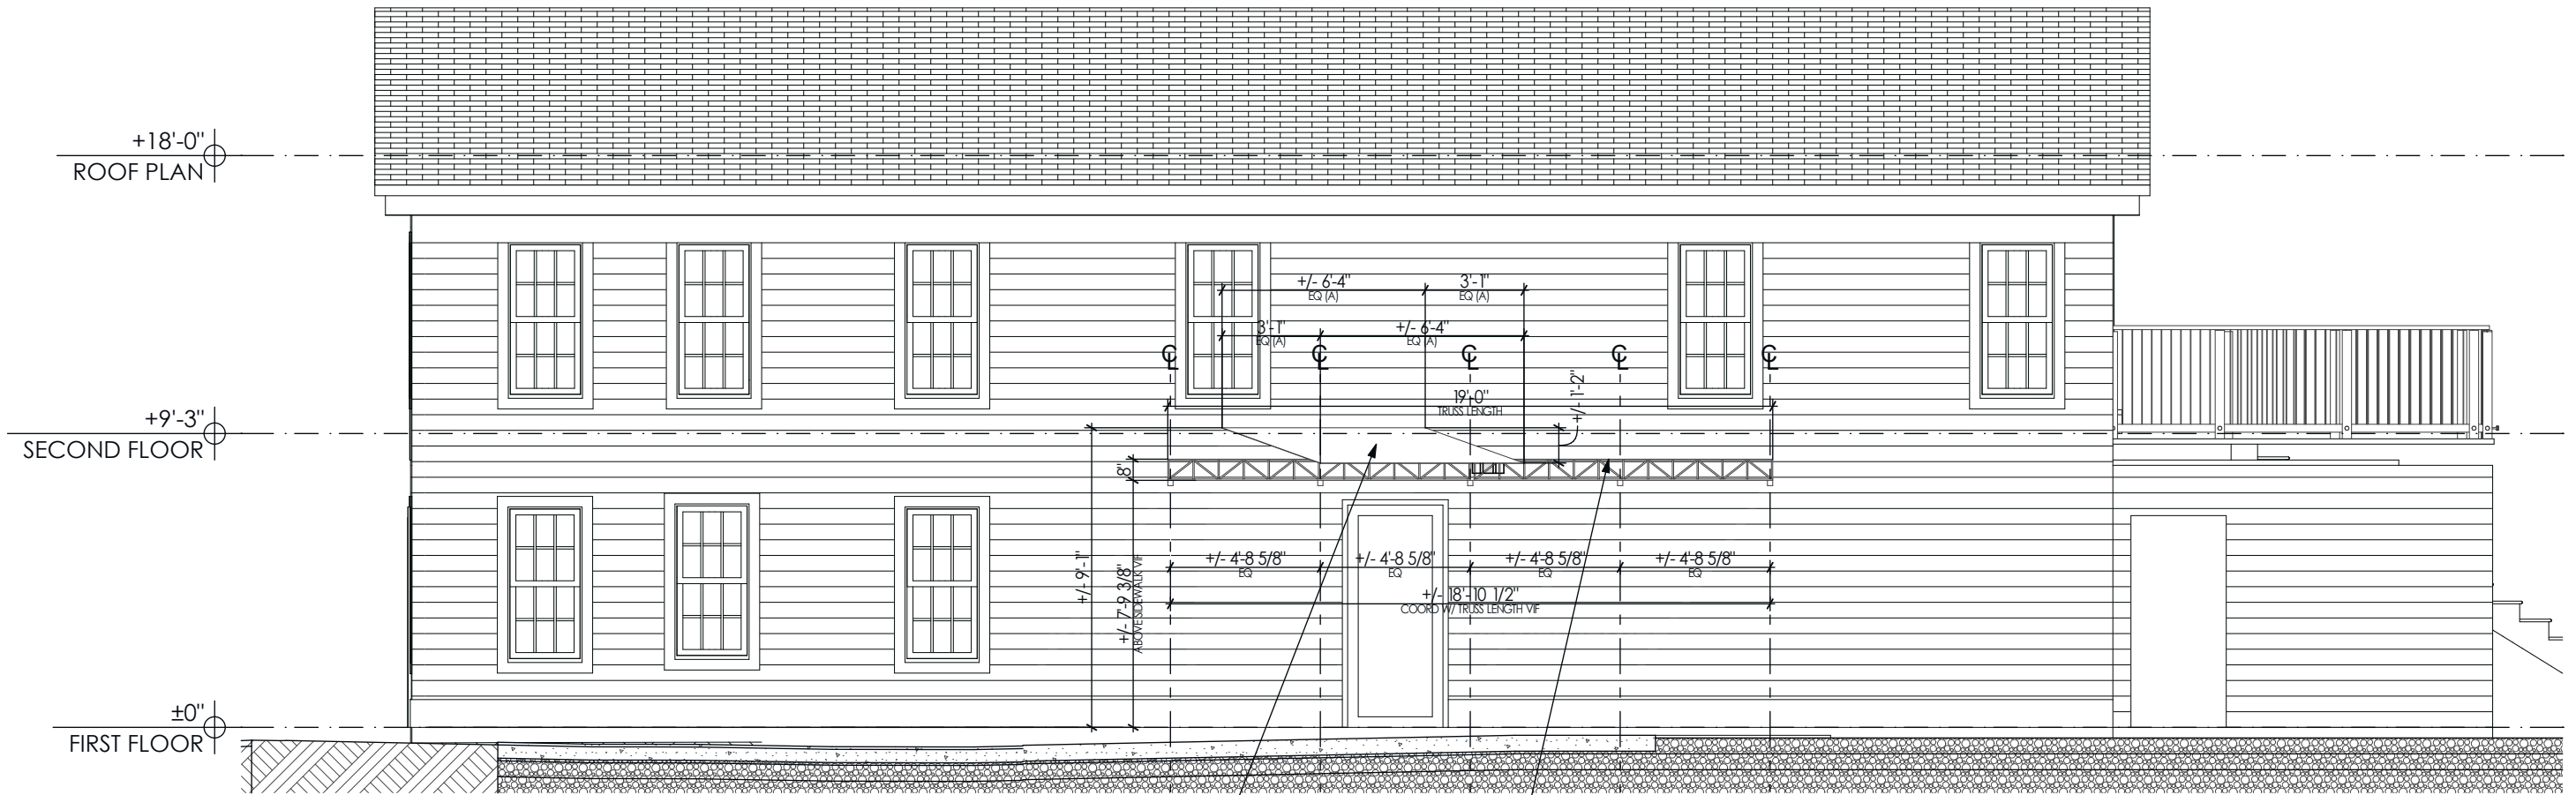 +18'-0"
ROOF PLAN
+/- 6'-4"
EQ (A)
3'-1"
EQ (A)
3'-1"
EQ (A)
+/- 6'-4"
EQ (A)
℄ ℄ ℄ ℄ ℄
19'-0"
TRUSS LENGTH
+/- 1'-2"
+9'-3"
SECOND FLOOR
8"
+/- 9'-1"
+/- 7'-9 3/8"
ABOVE SIDEWALK VIF
+/- 4'-8 5/8"
EQ
+/- 4'-8 5/8"
EQ
+/- 4'-8 5/8"
EQ
+/- 4'-8 5/8"
EQ
+/- 18'-10 1/2"
COORD W/ TRUSS LENGTH VIF
±0"
FIRST FLOOR